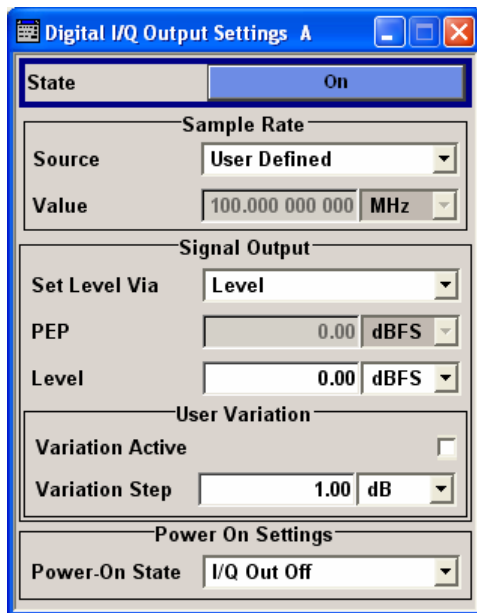 Digital I/Q Output Settings A
State On
Sample Rate
Source User Defined
Value 100.000 000 000 MHz
Signal Output
Set Level Via Level
PEP 0.00 dBFS
Level 0.00 dBFS
User Variation
Variation Active
Variation Step 1.00 dB
Power On Settings
Power-On State I/Q Out Off